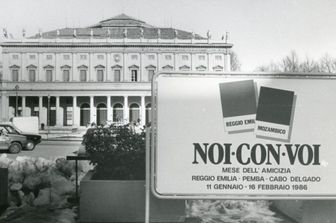 REGGIO EMILIA
MOZAMBICO
NOI·CON·VOI
MESE DELL'AMICIZIA
REGGIO EMILIA · PEMBA · CABO DELGADO
11 GENNAIO · 16 FEBBRAIO 1986